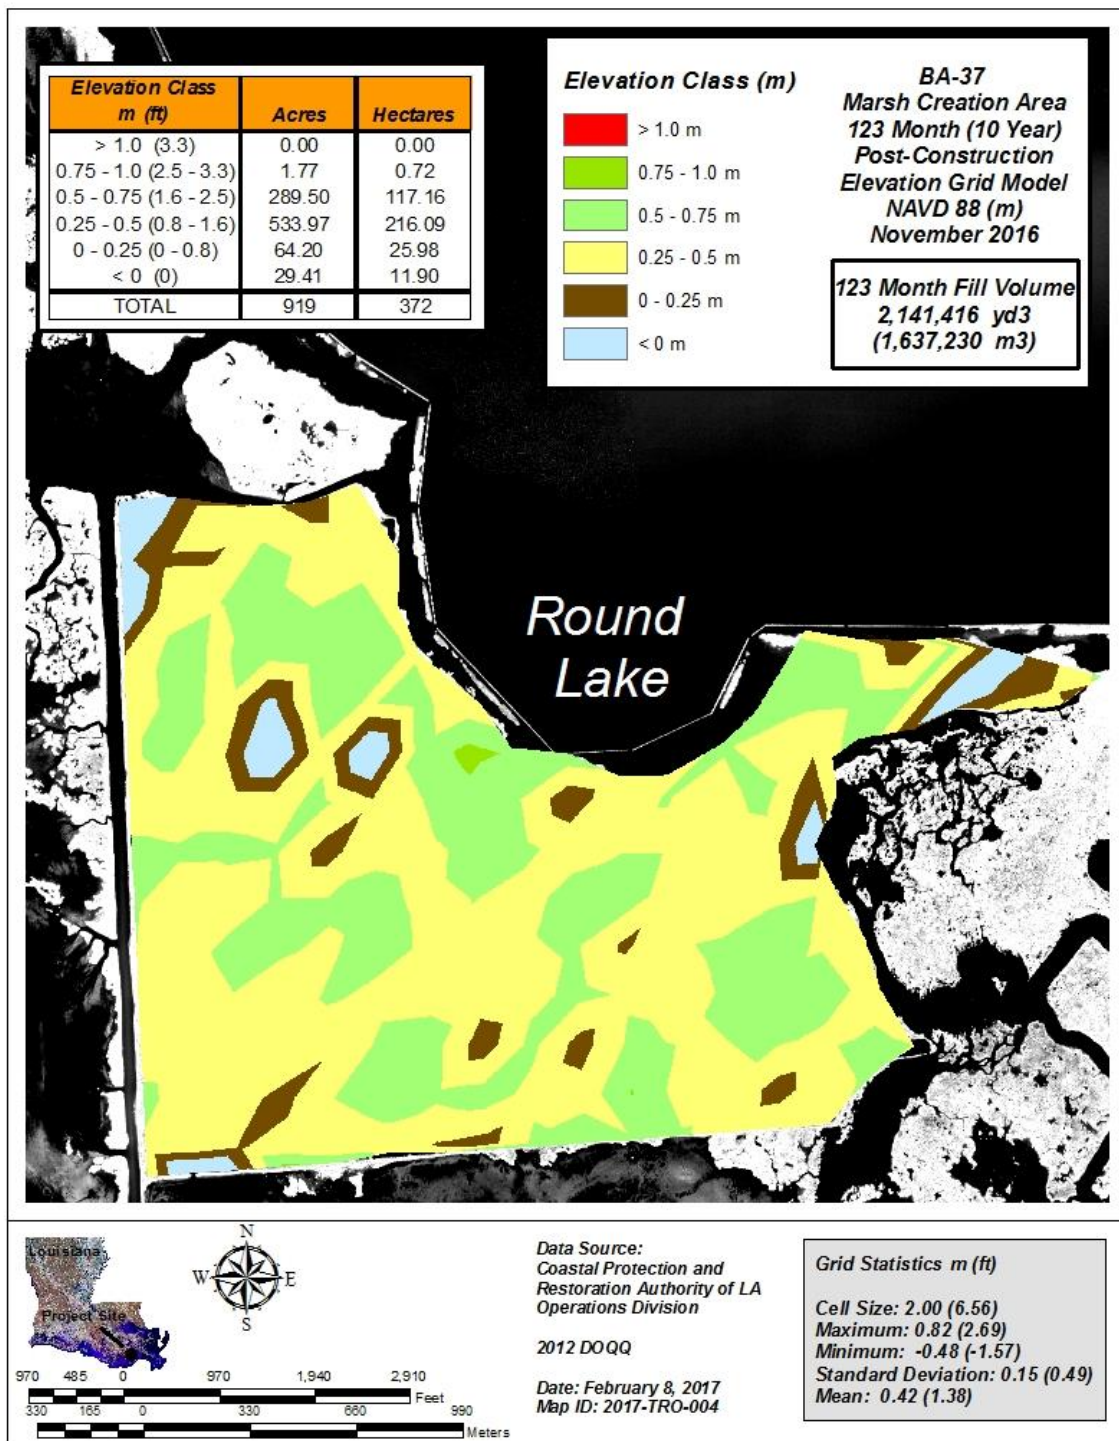 Elevation Class
m (ft) Acres Hectares
> 1.0 (3.3) 0.00 0.00
0.75 - 1.0 (2.5 - 3.3) 1.77 0.72
0.5 - 0.75 (1.6 - 2.5) 289.50 117.16
0.25 - 0.5 (0.8 - 1.6) 533.97 216.09
0 - 0.25 (0 - 0.8) 64.20 25.98
< 0 (0) 29.41 11.90
TOTAL 919 372
Elevation Class (m)
> 1.0 m
0.75 - 1.0 m
0.5 - 0.75 m
0.25 - 0.5 m
0 - 0.25 m
< 0 m
BA-37
Marsh Creation Area
123 Month (10 Year)
Post-Construction
Elevation Grid Model
NAVD 88 (m)
November 2016
123 Month Fill Volume
2,141,416 yd3
(1,637,230 m3)
Round
Lake
Louisiana
Project Site
N
W E
S
970 485 0 970 1,940 2,910
Feet
330 165 0 330 660 990
Meters
Data Source:
Coastal Protection and
Restoration Authority of LA
Operations Division
2012 DOQQ
Date: February 8, 2017
Map ID: 2017-TRO-004
Grid Statistics m (ft)
Cell Size: 2.00 (6.56)
Maximum: 0.82 (2.69)
Minimum: -0.48 (-1.57)
Standard Deviation: 0.15 (0.49)
Mean: 0.42 (1.38)